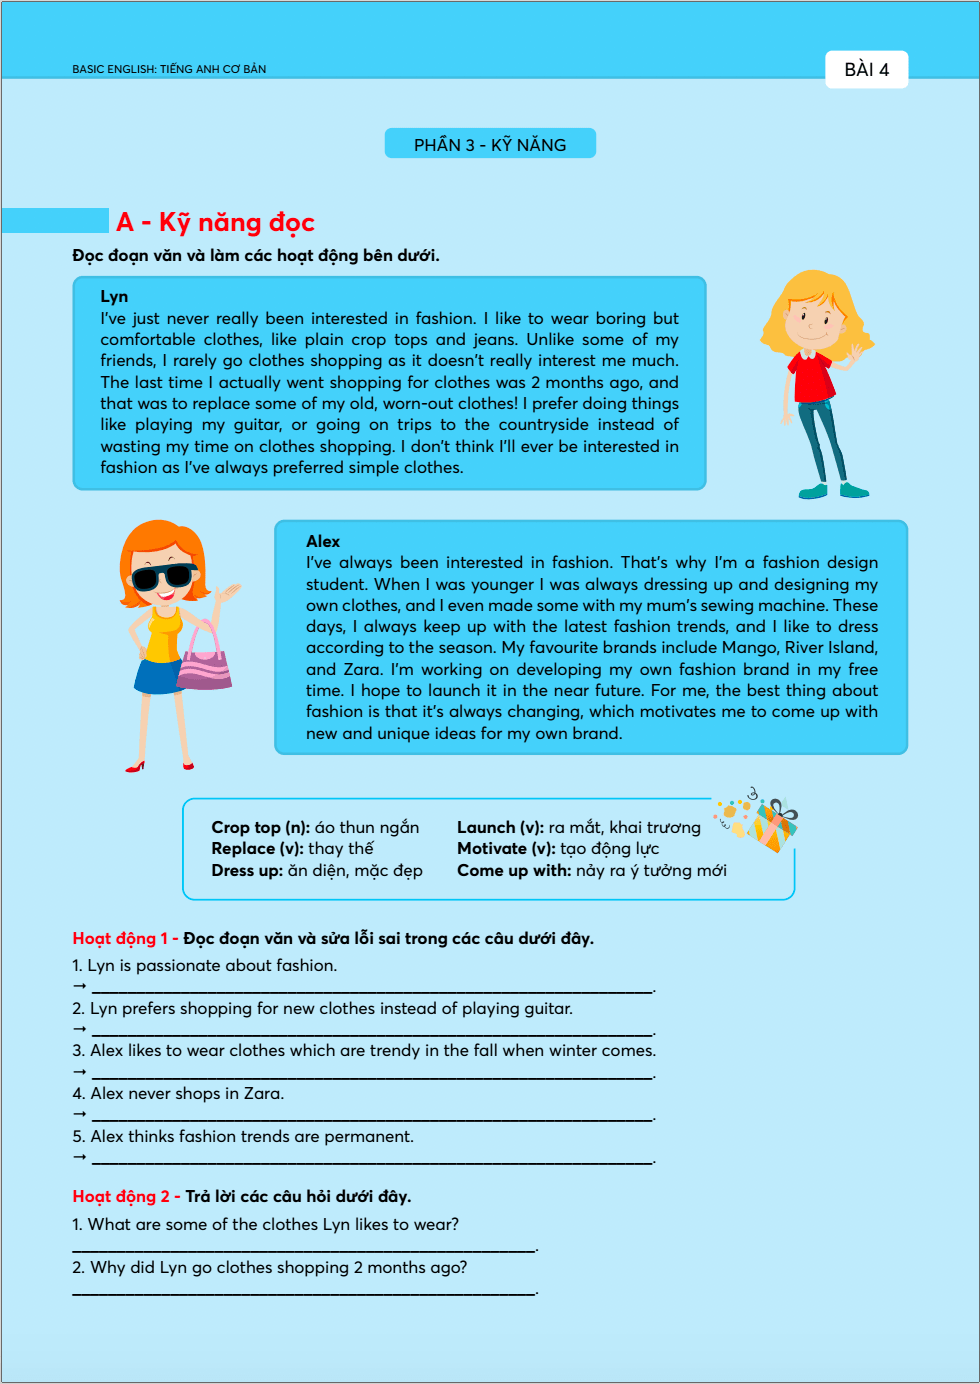 BASIC ENGLISH: TIẾNG ANH CƠ BẢN
BÀI 4
PHẦN 3 - KỸ NĂNG
A - Kỹ năng đọc
Đọc đoạn văn và làm các hoạt động bên dưới.
Lyn
I've just never really been interested in fashion. I like to wear boring but
comfortable clothes, like plain crop tops and jeans. Unlike some of my
friends, I rarely go clothes shopping as it doesn't really interest me much.
The last time I actually went shopping for clothes was 2 months ago, and
that was to replace some of my old, worn-out clothes! I prefer doing things
like playing my guitar, or going on trips to the countryside instead of
wasting my time on clothes shopping. I don't think I'll ever be interested in
fashion as I've always preferred simple clothes.
Alex
I've always been interested in fashion. That's why I'm a fashion design
student. When I was younger I was always dressing up and designing my
own clothes, and I even made some with my mum's sewing machine. These
days, I always keep up with the latest fashion trends, and I like to dress
according to the season. My favourite brands include Mango, River Island,
and Zara. I'm working on developing my own fashion brand in my free
time. I hope to launch it in the near future. For me, the best thing about
fashion is that it's always changing, which motivates me to come up with
new and unique ideas for my own brand.
Crop top (n): áo thun ngắn
Replace (v): thay thế
Dress up: ăn diện, mặc đẹp
Launch (v): ra mắt, khai trương
Motivate (v): tạo động lực
Come up with: nảy ra ý tưởng mới
Hoạt động 1 - Đọc đoạn văn và sửa lỗi sai trong các câu dưới đây.
1. Lyn is passionate about fashion.
→ ______________________________________________.
2. Lyn prefers shopping for new clothes instead of playing guitar.
→ ______________________________________________.
3. Alex likes to wear clothes which are trendy in the fall when winter comes.
→ ______________________________________________.
4. Alex never shops in Zara.
→ ______________________________________________.
5. Alex thinks fashion trends are permanent.
→ ______________________________________________.
Hoạt động 2 - Trả lời các câu hỏi dưới đây.
1. What are some of the clothes Lyn likes to wear?
______________________________________________.
2. Why did Lyn go clothes shopping 2 months ago?
______________________________________________.